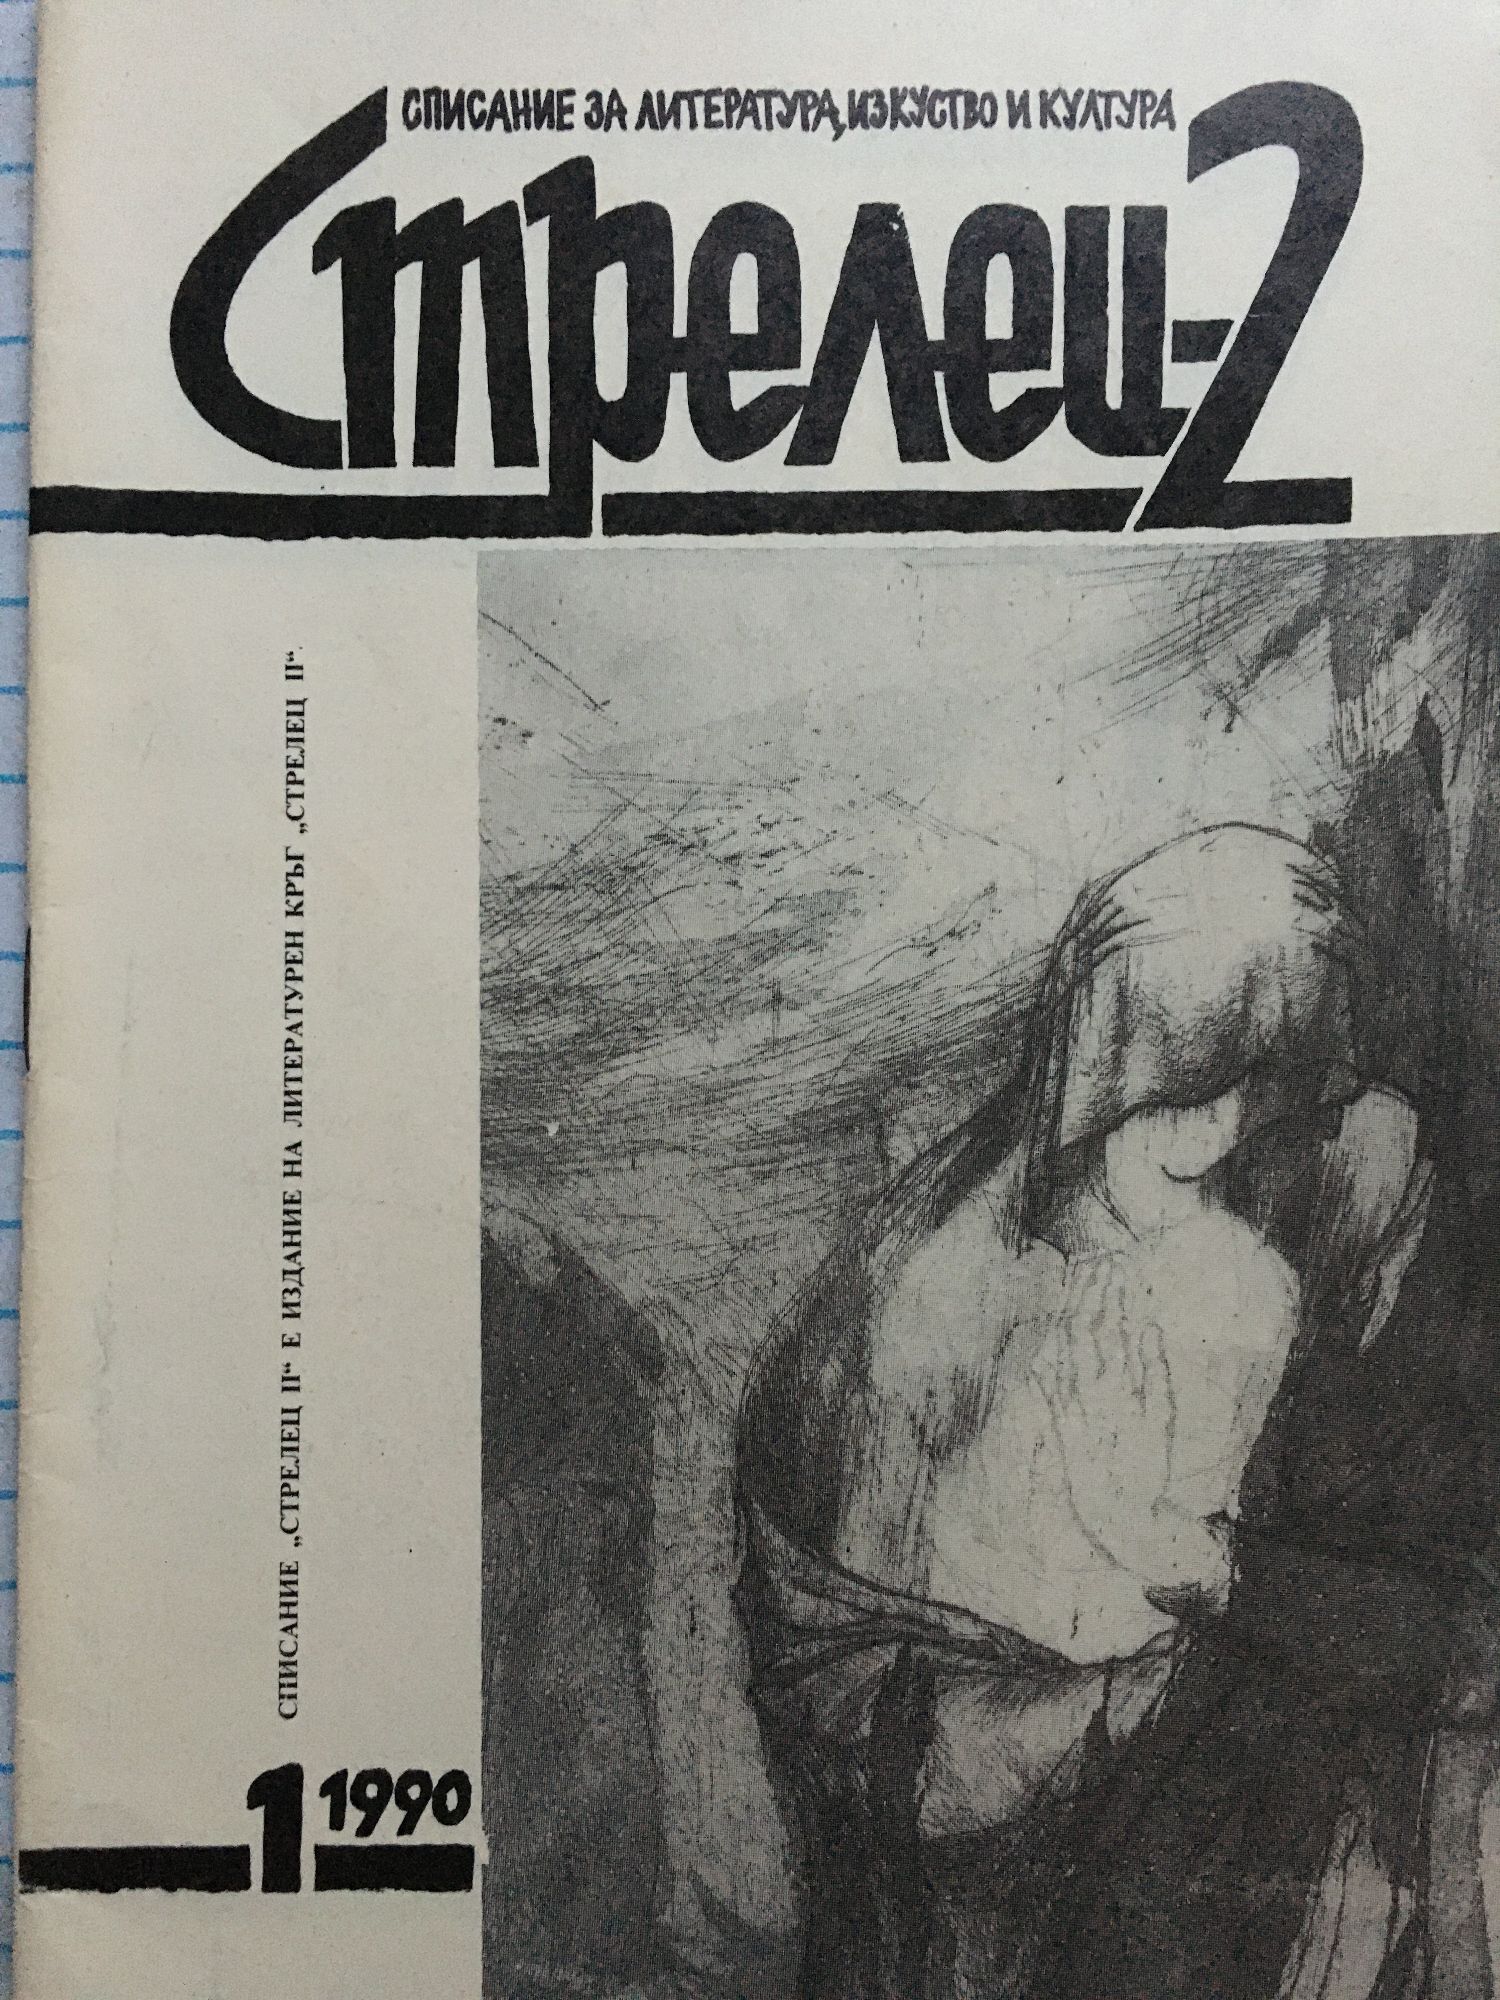 СПИСАНИЕ ЗА ЛИТЕРАТУРА, ИЗКУСТВО И КУЛТУРА
Стрелец-2
СПИСАНИЕ „СТРЕЛЕЦ II“ Е ИЗДАНИЕ НА ЛИТЕРАТУРЕН КРЪГ „СТРЕЛЕЦ II“.
1 1990